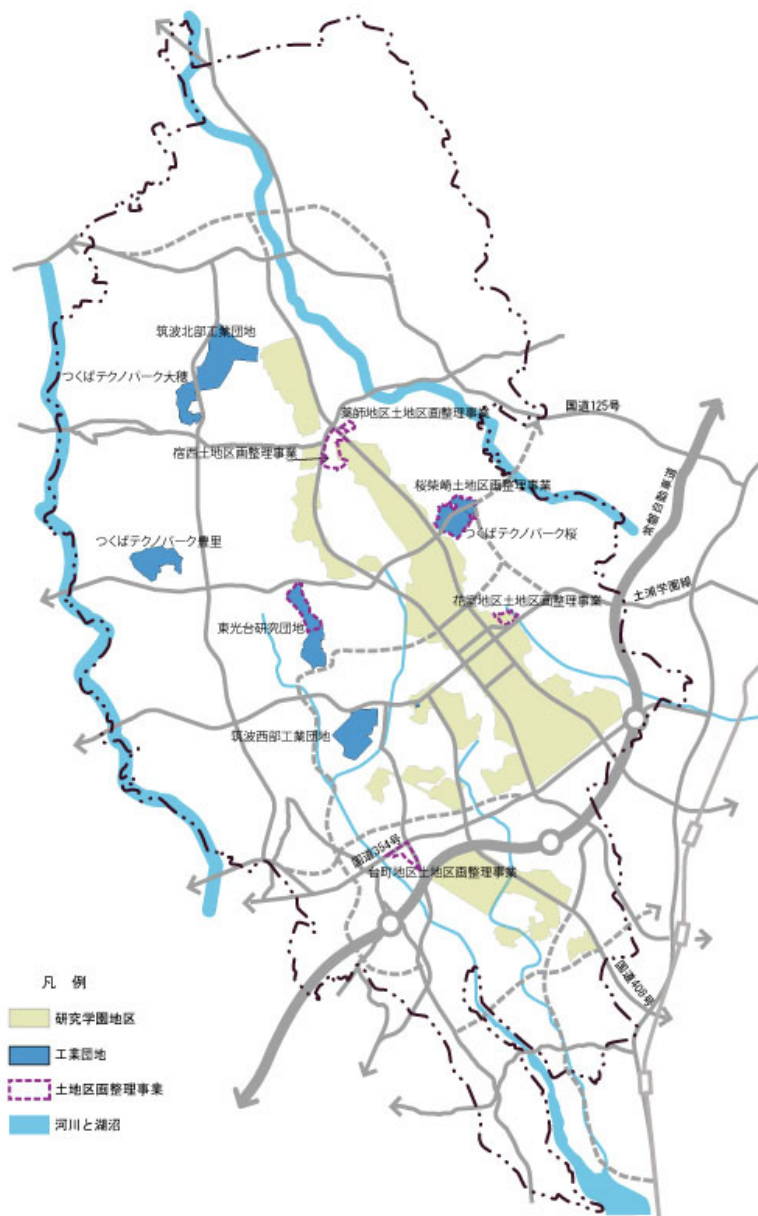 筑波北部工業団地
つくばテクノパーク大穂
薬師地区土地区画整理事業
国道125号
宿西土地区画整理事業
桜柴崎土地区画整理事業
常磐自動車道
つくばテクノパーク桜
つくばテクノパーク豊里
土浦学園線
花室地区土地区画整理事業
東光台研究団地
筑波西部工業団地
国道354号
台町地区土地区画整理事業
国道408号
凡 例
研究学園地区
工業団地
土地区画整理事業
河川と湖沼